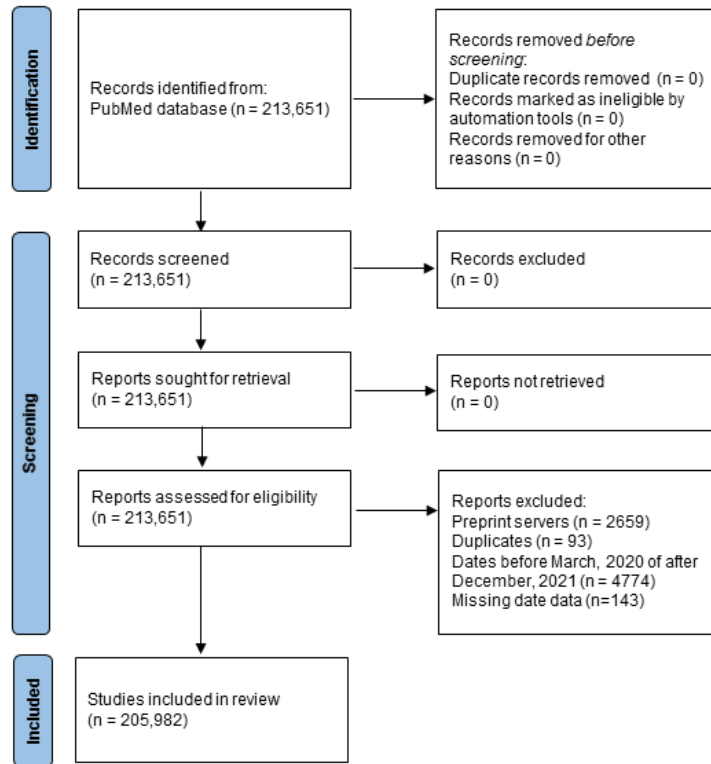 Identification
Records identified from:
PubMed database (n = 213,651)
Records removed before
screening:
Duplicate records removed (n = 0)
Records marked as ineligible by
automation tools (n = 0)
Records removed for other
reasons (n = 0)
Screening
Records screened
(n = 213,651)
Records excluded
(n = 0)
Reports sought for retrieval
(n = 213,651)
Reports not retrieved
(n = 0)
Reports assessed for eligibility
(n = 213,651)
Reports excluded:
Preprint servers (n = 2659)
Duplicates (n = 93)
Dates before March, 2020 of after
December, 2021 (n = 4774)
Missing date data (n=143)
Included
Studies included in review
(n = 205,982)